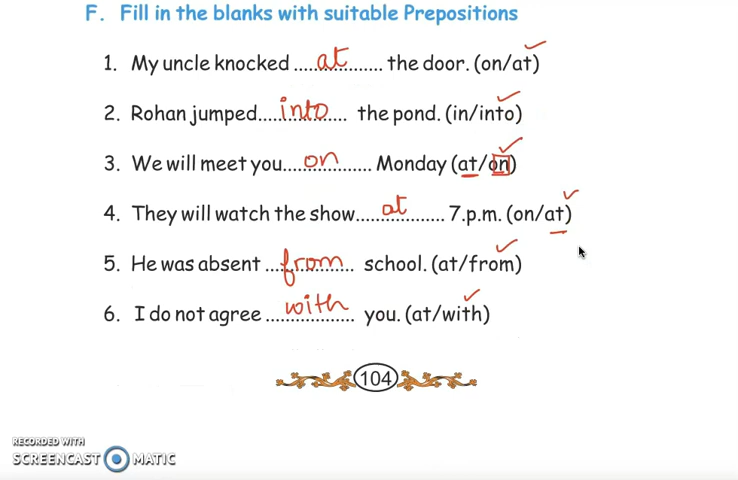 F. Fill in the blanks with suitable Prepositions
1. My uncle knocked .....at........... the door. (on/at)
2. Rohan jumped....into.... the pond. (in/into)
3. We will meet you....on.......... Monday (at/on)
4. They will watch the show.....at......... 7.p.m. (on/at)
5. He was absent ....from.... school. (at/from)
6. I do not agree ....with.... you. (at/with)
104
RECORDED WITH
SCREENCAST MATIC